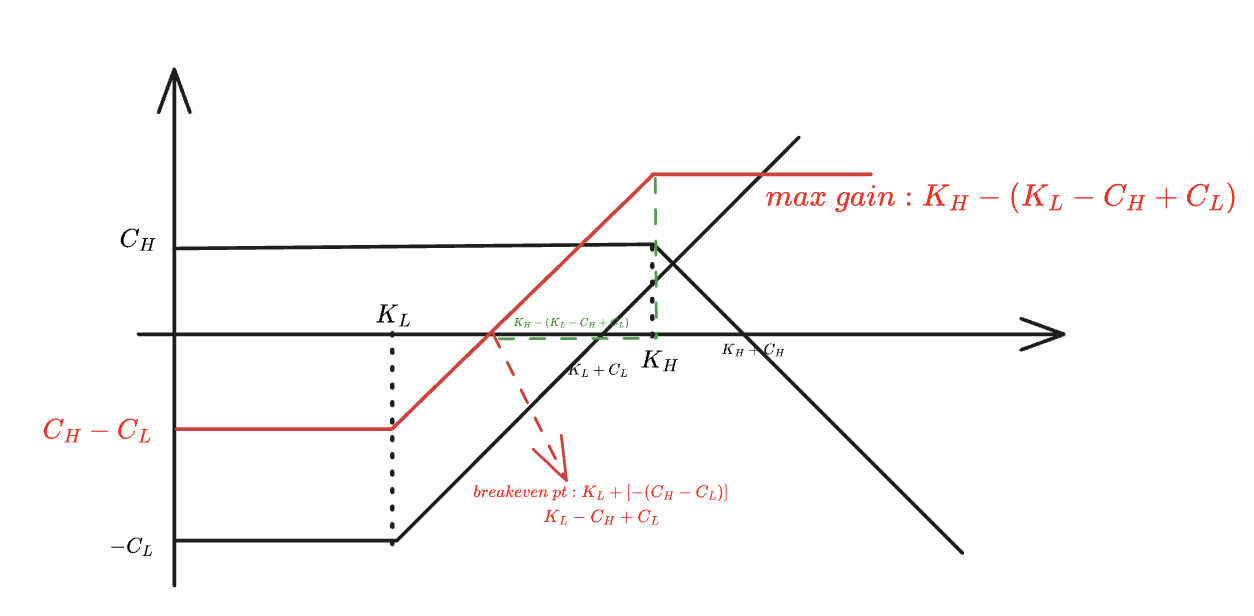 max gain : K_H − (K_L − C_H + C_L)
C_H
K_L
K_H − (K_L − C_H + C_L)
K_H + C_H
K_H
K_L + C_L
C_H − C_L
breakeven pt : K_L + [−(C_H − C_L)]
K_L − C_H + C_L
−C_L